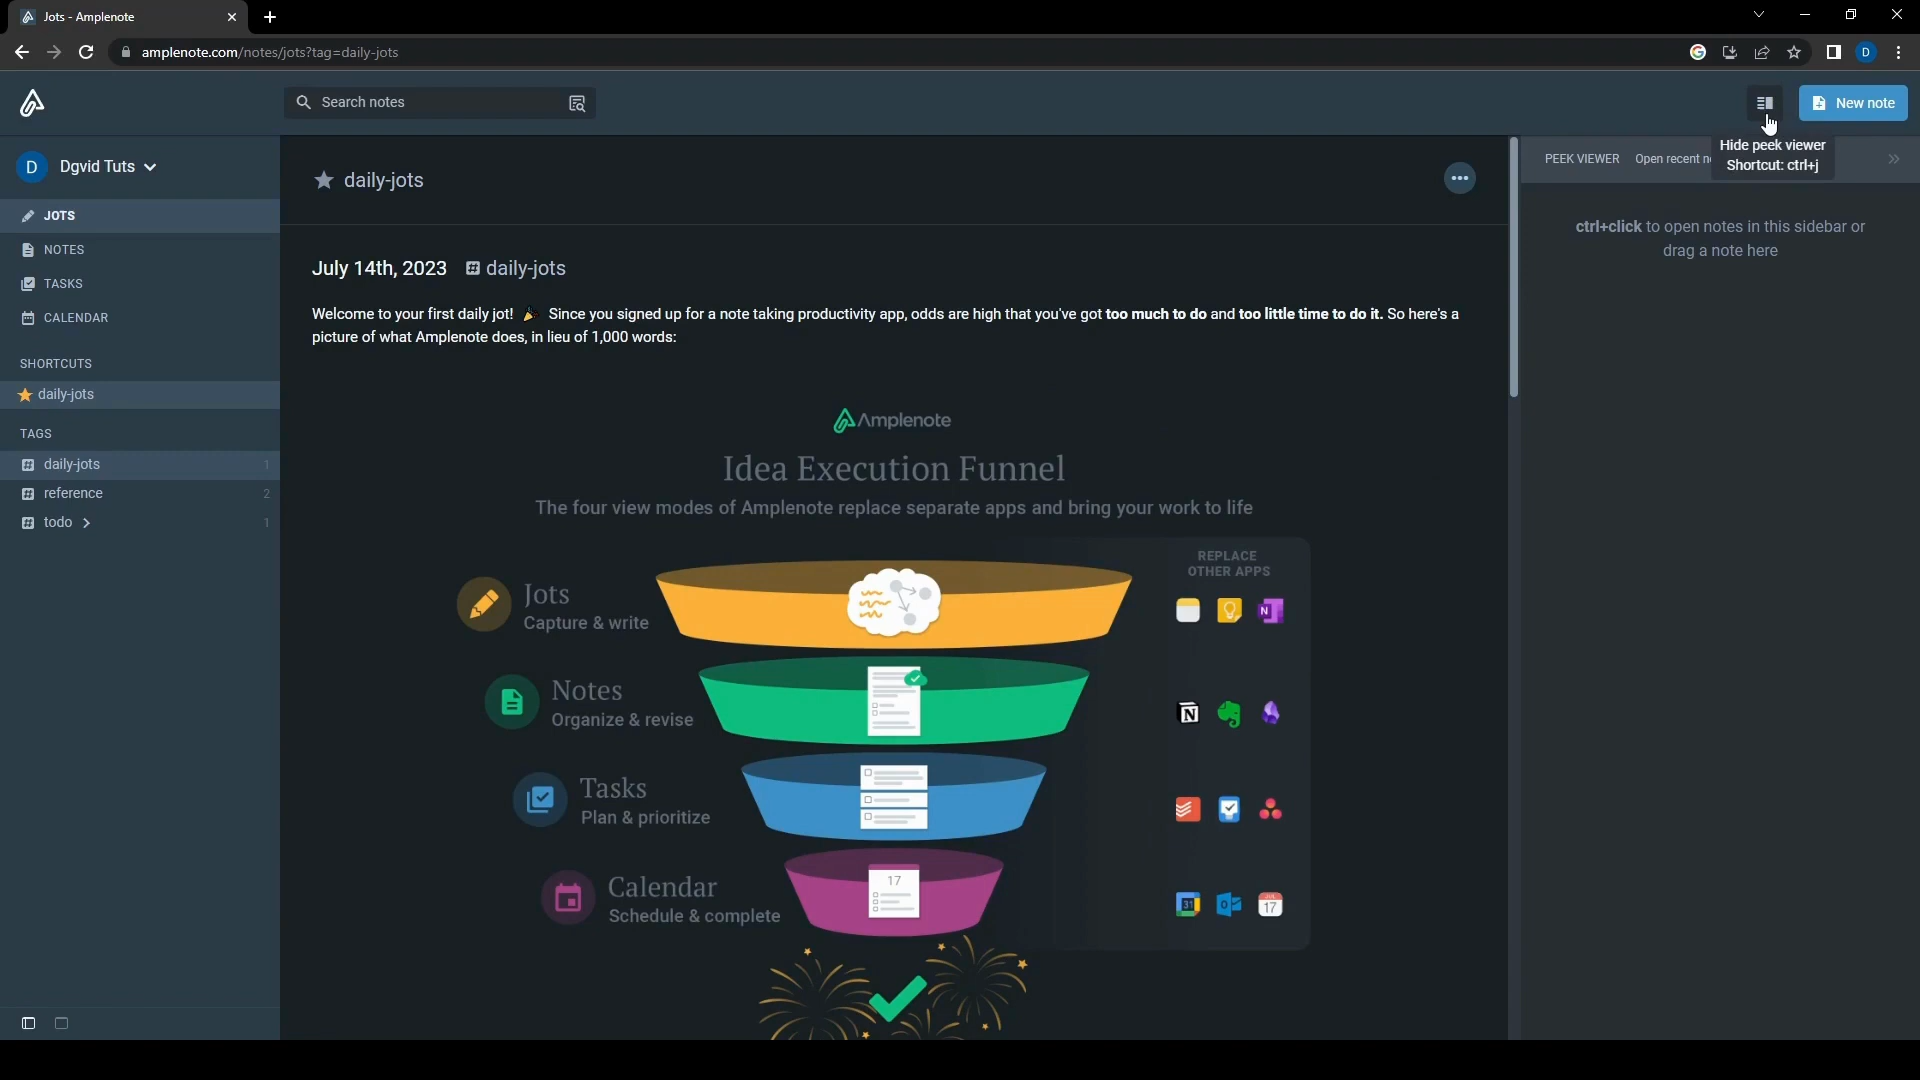 Jots - Amplenote
amplenote.com/notes/jots?tag=daily-jots
D
Search notes
New note
Hide peek viewer
Shortcut: ctrl+j
D Dgvid Tuts
JOTS
NOTES
TASKS
CALENDAR
SHORTCUTS
daily-jots
TAGS
daily-jots 1
reference 2
todo 1
daily-jots
July 14th, 2023 daily-jots
Welcome to your first daily jot! 🎉 Since you signed up for a note taking productivity app, odds are high that you've got too much to do and too little time to do it. So here's a
picture of what Amplenote does, in lieu of 1,000 words:
Amplenote
Idea Execution Funnel
The four view modes of Amplenote replace separate apps and bring your work to life
REPLACE
OTHER APPS
Jots
Capture & write
N
Notes
Organize & revise
N
Tasks
Plan & prioritize
Calendar
Schedule & complete
17
31
O
17
PEEK VIEWER Open recent
ctrl+click to open notes in this sidebar or
drag a note here